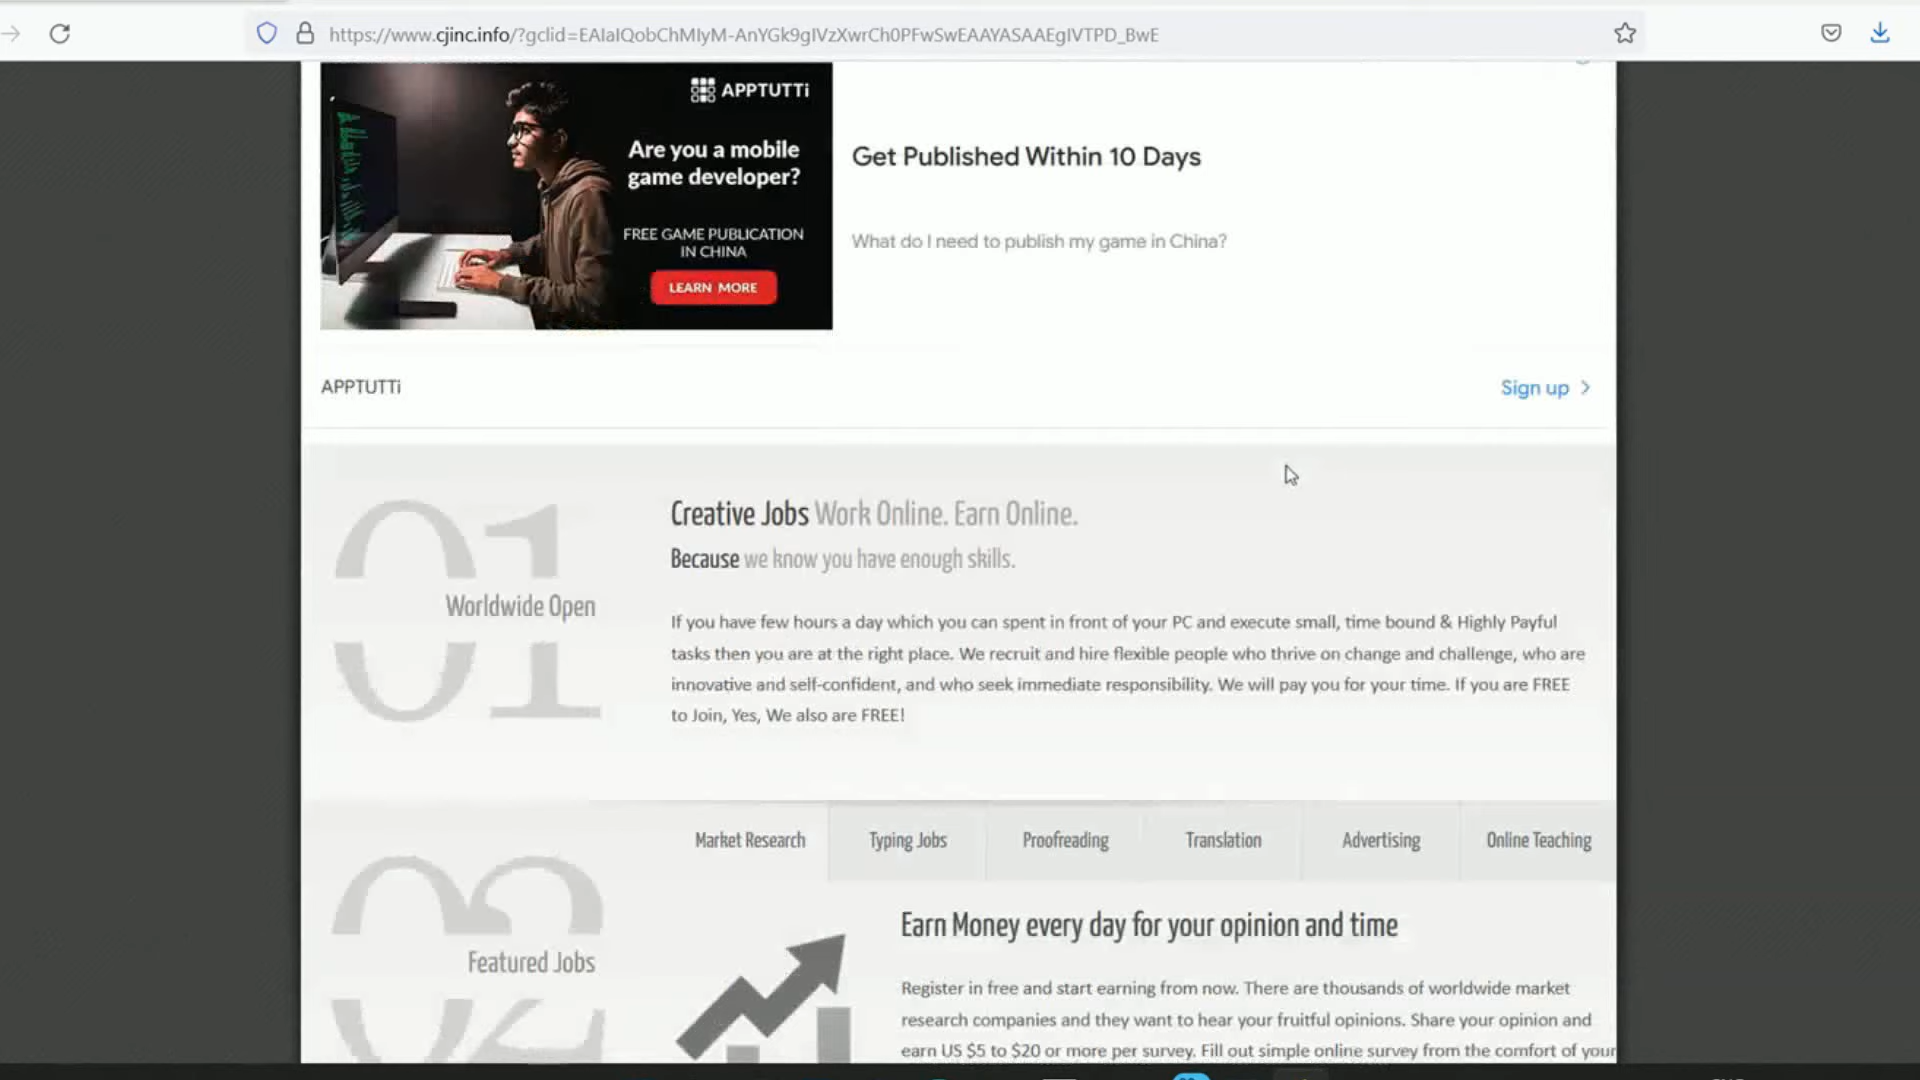 https://www.cjinc.info/?gclid=EAIaIQobChMIyM-AnYGk9gIVzXwrCh0PFwSwEAAYASAAEgIVTPD_BwE
APPTUTTi
Are you a mobile
game developer?
FREE GAME PUBLICATION
IN CHINA
LEARN MORE
Get Published Within 10 Days
What do I need to publish my game in China?
APPTUTTi
Sign up
01
Worldwide Open
Creative Jobs Work Online. Earn Online.
Because we know you have enough skills.
If you have few hours a day which you can spent in front of your PC and execute small, time bound & Highly Payful
tasks then you are at the right place. We recruit and hire flexible people who thrive on change and challenge, who are
innovative and self-confident, and who seek immediate responsibility. We will pay you for your time. If you are FREE
to Join, Yes, We also are FREE!
02
Featured Jobs
Market Research
Typing Jobs
Proofreading
Translation
Advertising
Online Teaching
Earn Money every day for your opinion and time
Register in free and start earning from now. There are thousands of worldwide market
research companies and they want to hear your fruitful opinions. Share your opinion and
earn US $5 to $20 or more per survey. Fill out simple online survey from the comfort of your